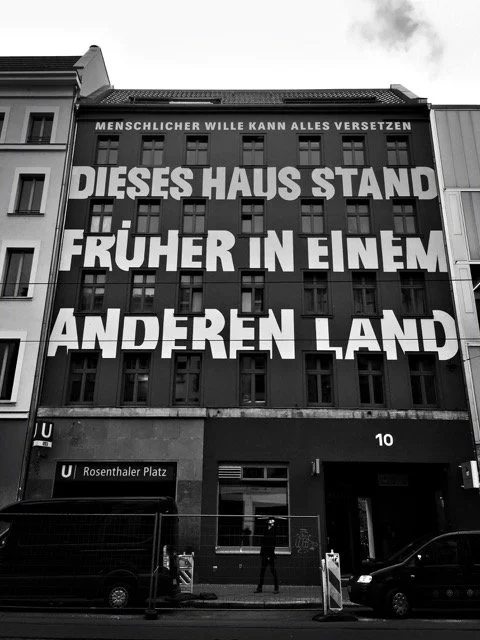 MENSCHLICHER WILLE KANN ALLES VERSETZEN
DIESES HAUS STAND
FRÜHER IN EINEM
ANDEREN LAND
10
U
U Rosenthaler Platz